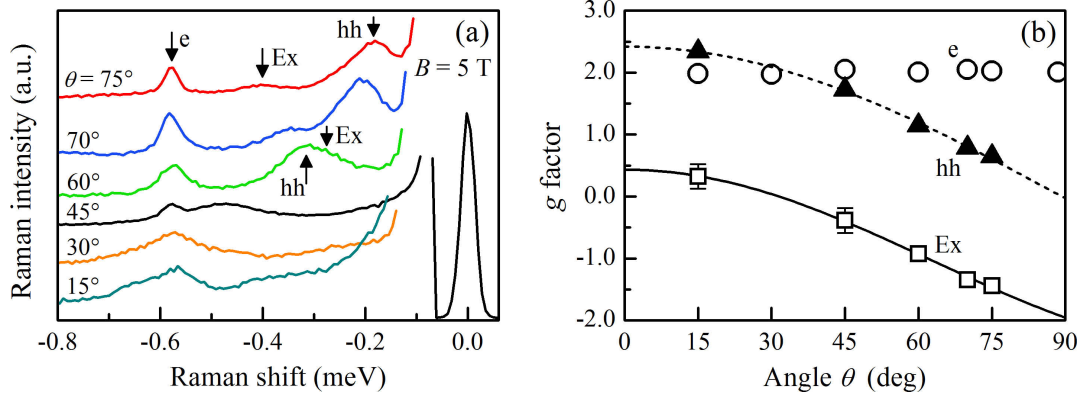 (a)
e
Ex
hh
θ = 75°
B = 5 T
70°
Ex
60°
hh
45°
30°
15°
-0.8 -0.6 -0.4 -0.2 0.0
Raman shift (meV)
Raman intensity (a.u.)
(b)
3.0
2.0
1.0
0.0
-1.0
-2.0
e
hh
Ex
0 15 30 45 60 75 90
Angle θ (deg)
g factor